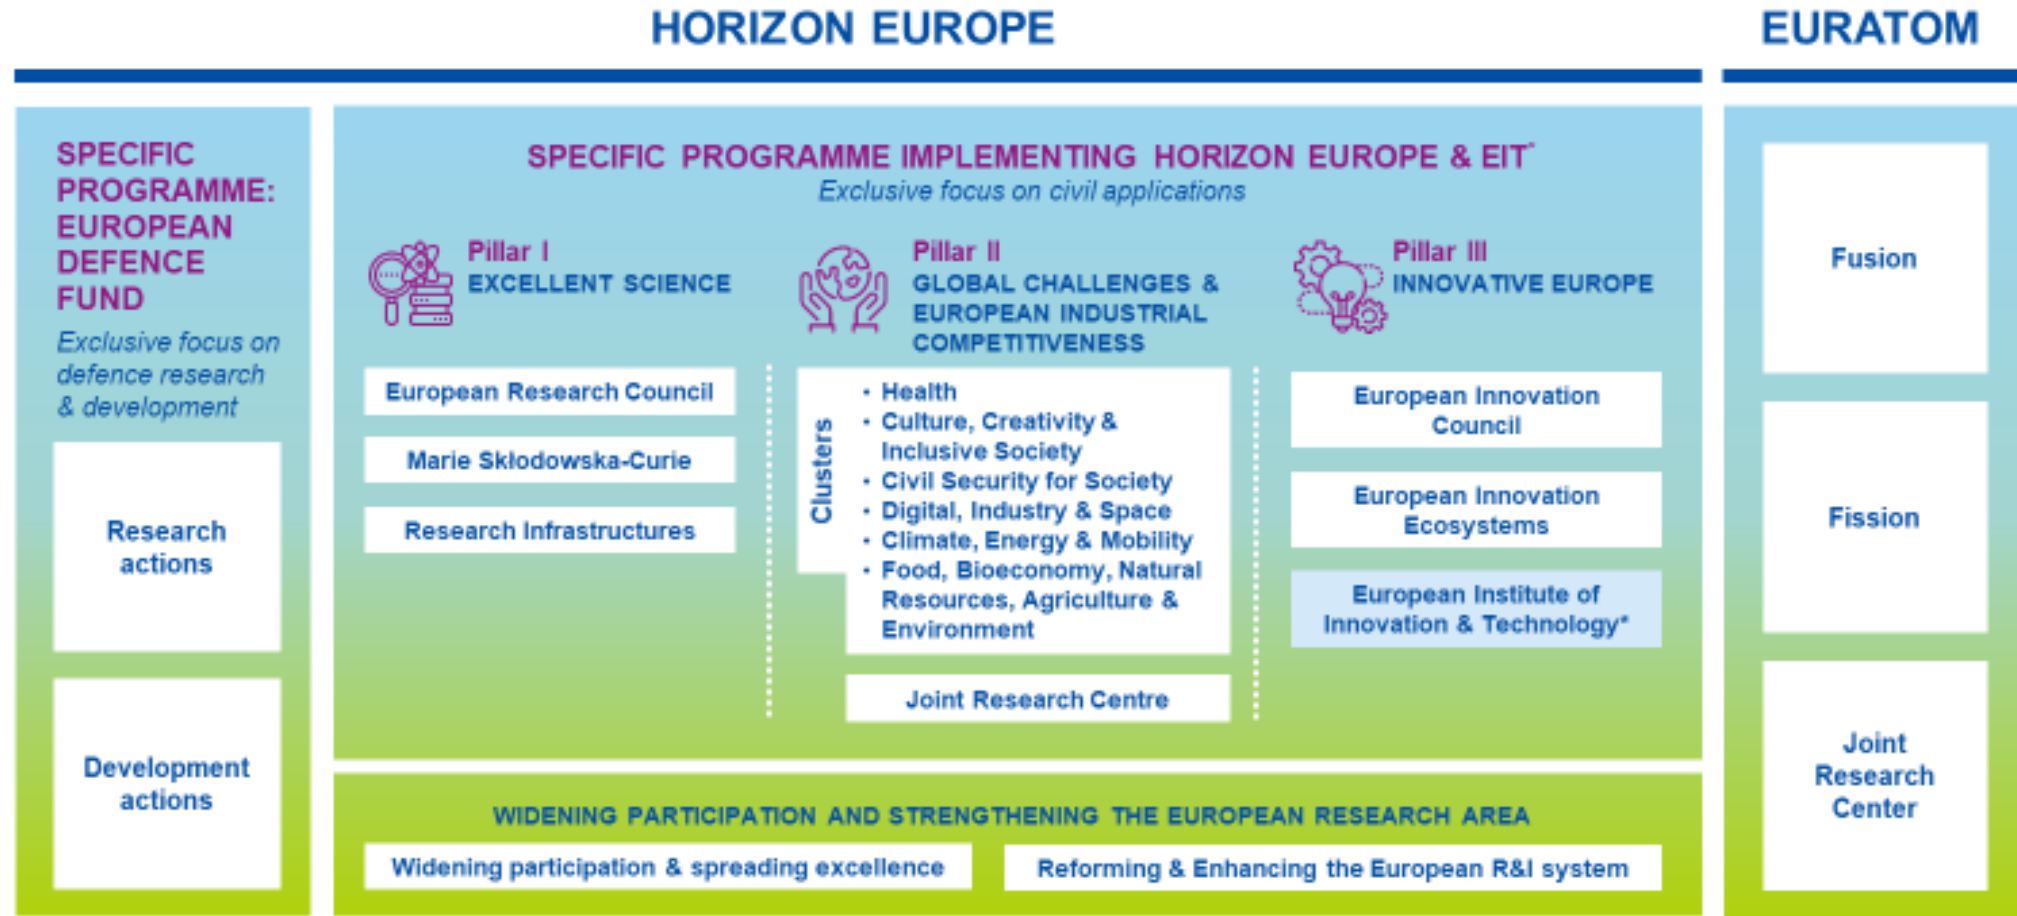 HORIZON EUROPE
EURATOM
SPECIFIC
PROGRAMME:
EUROPEAN
DEFENCE
FUND
Exclusive focus on
defence research
& development
Research
actions
Development
actions
SPECIFIC PROGRAMME IMPLEMENTING HORIZON EUROPE & EIT*
Exclusive focus on civil applications
Pillar I
EXCELLENT SCIENCE
European Research Council
Marie Skłodowska-Curie
Research Infrastructures
Pillar II
GLOBAL CHALLENGES &
EUROPEAN INDUSTRIAL
COMPETITIVENESS
Clusters
• Health
• Culture, Creativity &
Inclusive Society
• Civil Security for Society
• Digital, Industry & Space
• Climate, Energy & Mobility
• Food, Bioeconomy, Natural
Resources, Agriculture &
Environment
Joint Research Centre
Pillar III
INNOVATIVE EUROPE
European Innovation
Council
European Innovation
Ecosystems
European Institute of
Innovation & Technology*
WIDENING PARTICIPATION AND STRENGTHENING THE EUROPEAN RESEARCH AREA
Widening participation & spreading excellence
Reforming & Enhancing the European R&I system
Fusion
Fission
Joint
Research
Center